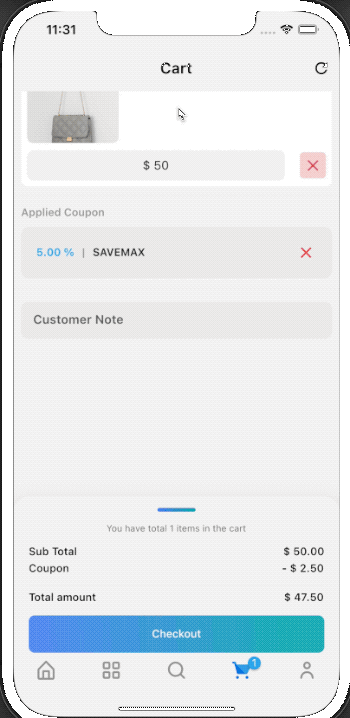 11:31
Cart
$ 50
Applied Coupon
5.00 % | SAVEMAX
Customer Note
You have total 1 items in the cart
Sub Total $ 50.00
Coupon - $ 2.50
Total amount $ 47.50
Checkout
1